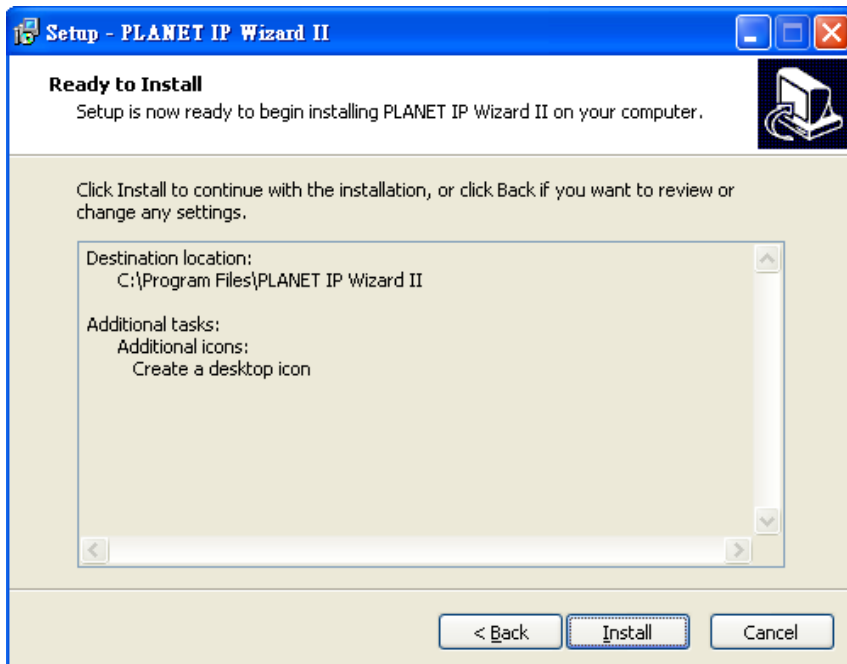 Setup - PLANET IP Wizard II
Ready to Install
Setup is now ready to begin installing PLANET IP Wizard II on your computer.
Click Install to continue with the installation, or click Back if you want to review or
change any settings.
Destination location:
C:\Program Files\PLANET IP Wizard II
Additional tasks:
Additional icons:
Create a desktop icon
< Back
Install
Cancel